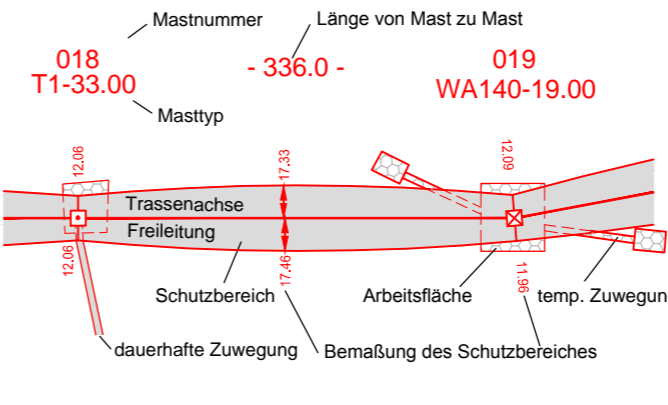 Mastnummer
Länge von Mast zu Mast
018
T1-33.00
- 336.0 -
019
WA140-19.00
Masttyp
12.06
17.33
12.09
Trassenachse
Freileitung
12.06
17.46
11.96
Schutzbereich
Arbeitsfläche
temp. Zuwegun
dauerhafte Zuwegung
Bemaßung des Schutzbereiches